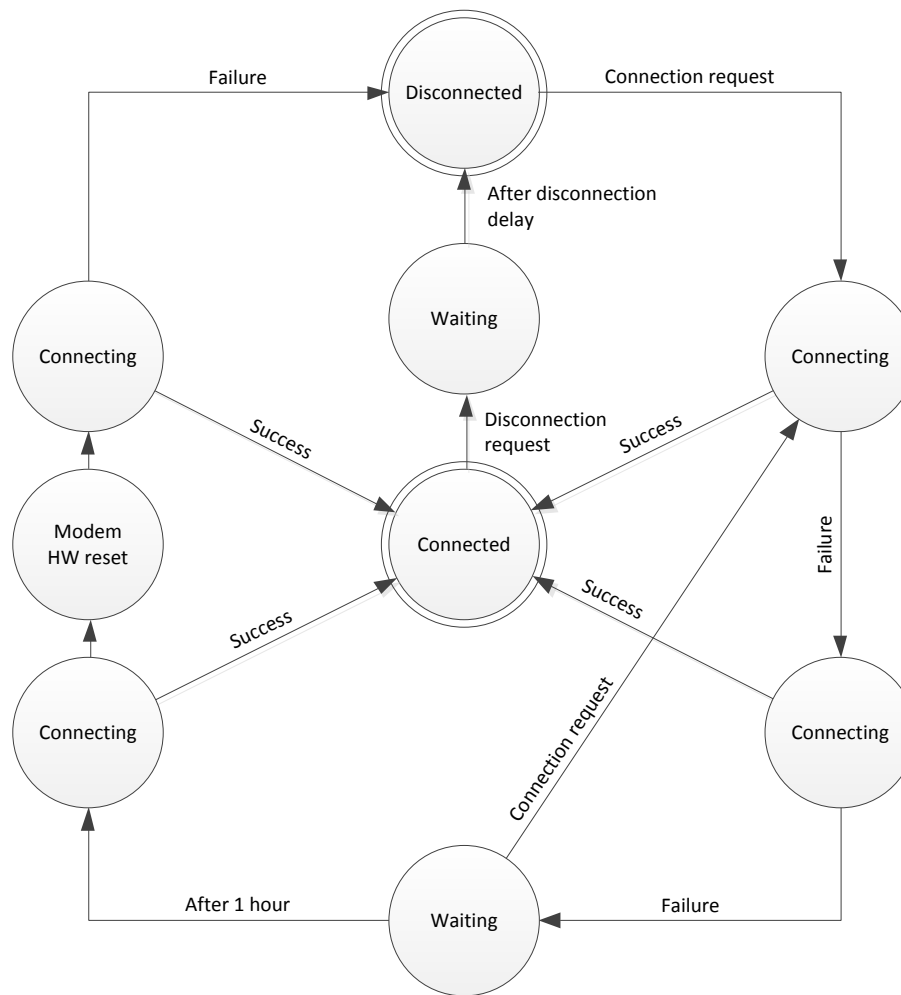 Failure
Disconnected
Connection request
After disconnection
delay
Waiting
Connecting
Connecting
Disconnection
request
Success
Success
Modem
HW reset
Connected
Failure
Success
Success
Connecting
Connecting
Connection request
After 1 hour
Waiting
Failure